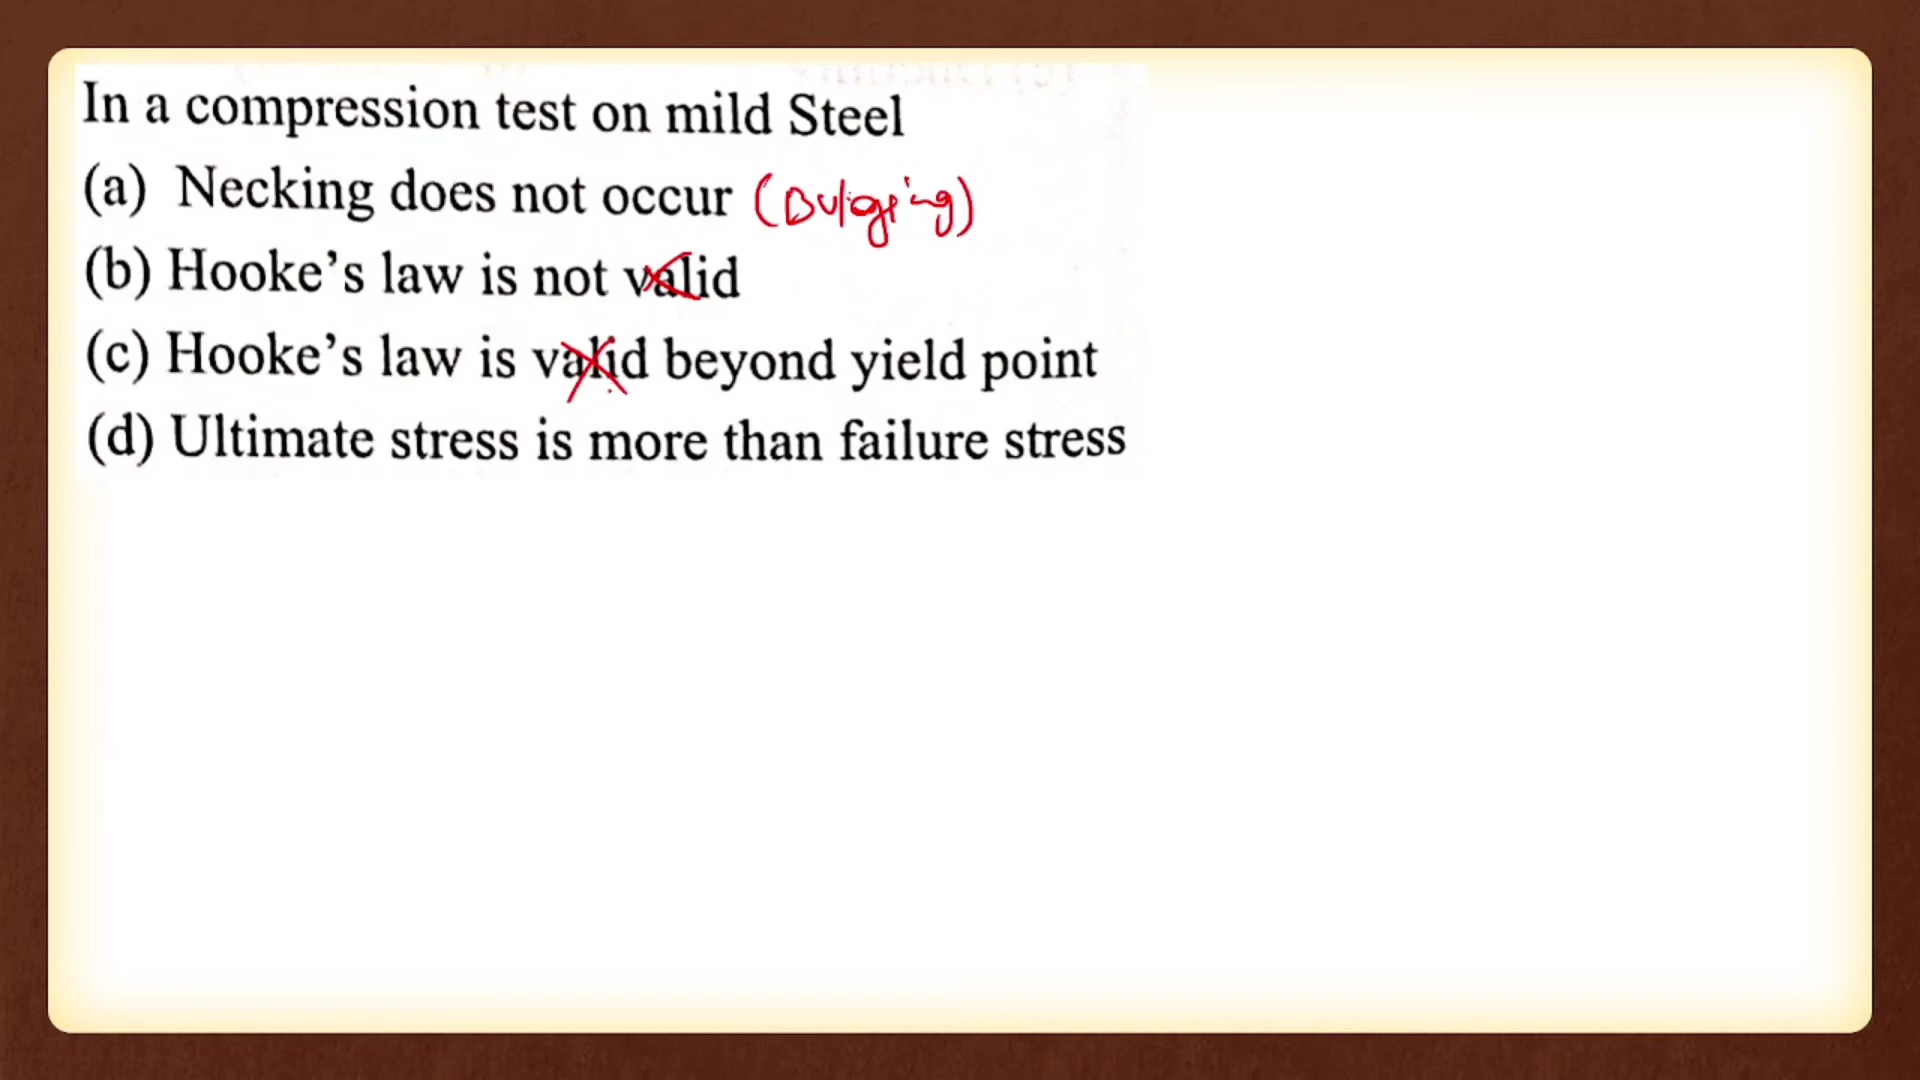 In a compression test on mild Steel
(a) Necking does not occur (Bulging)
(b) Hooke's law is not valid
(c) Hooke's law is valid beyond yield point
(d) Ultimate stress is more than failure stress